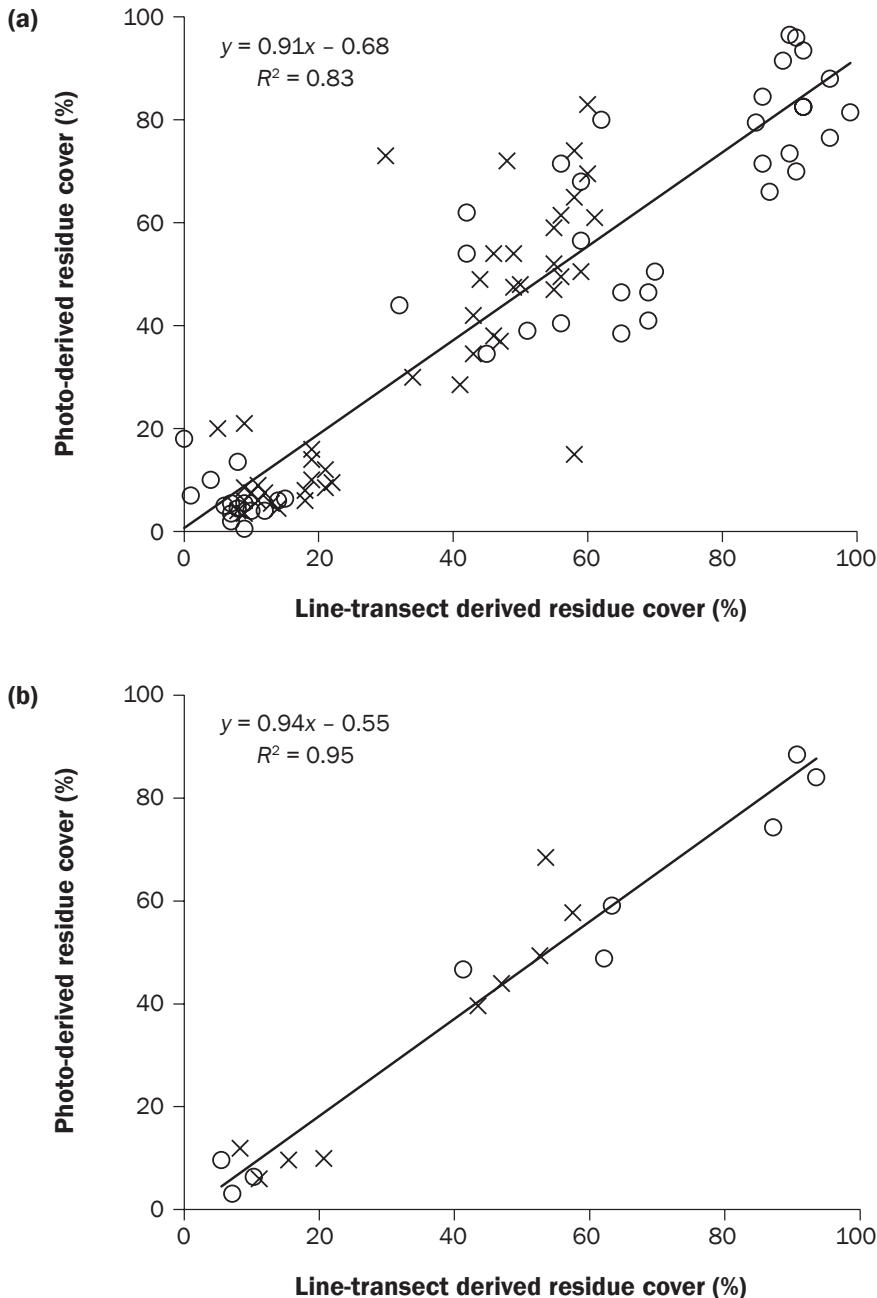 (a)
100
80
60
40
20
0
Photo-derived residue cover (%)
y = 0.91x – 0.68
R² = 0.83
0 20 40 60 80 100
Line-transect derived residue cover (%)
(b)
100
80
60
40
20
0
Photo-derived residue cover (%)
y = 0.94x – 0.55
R² = 0.95
0 20 40 60 80 100
Line-transect derived residue cover (%)